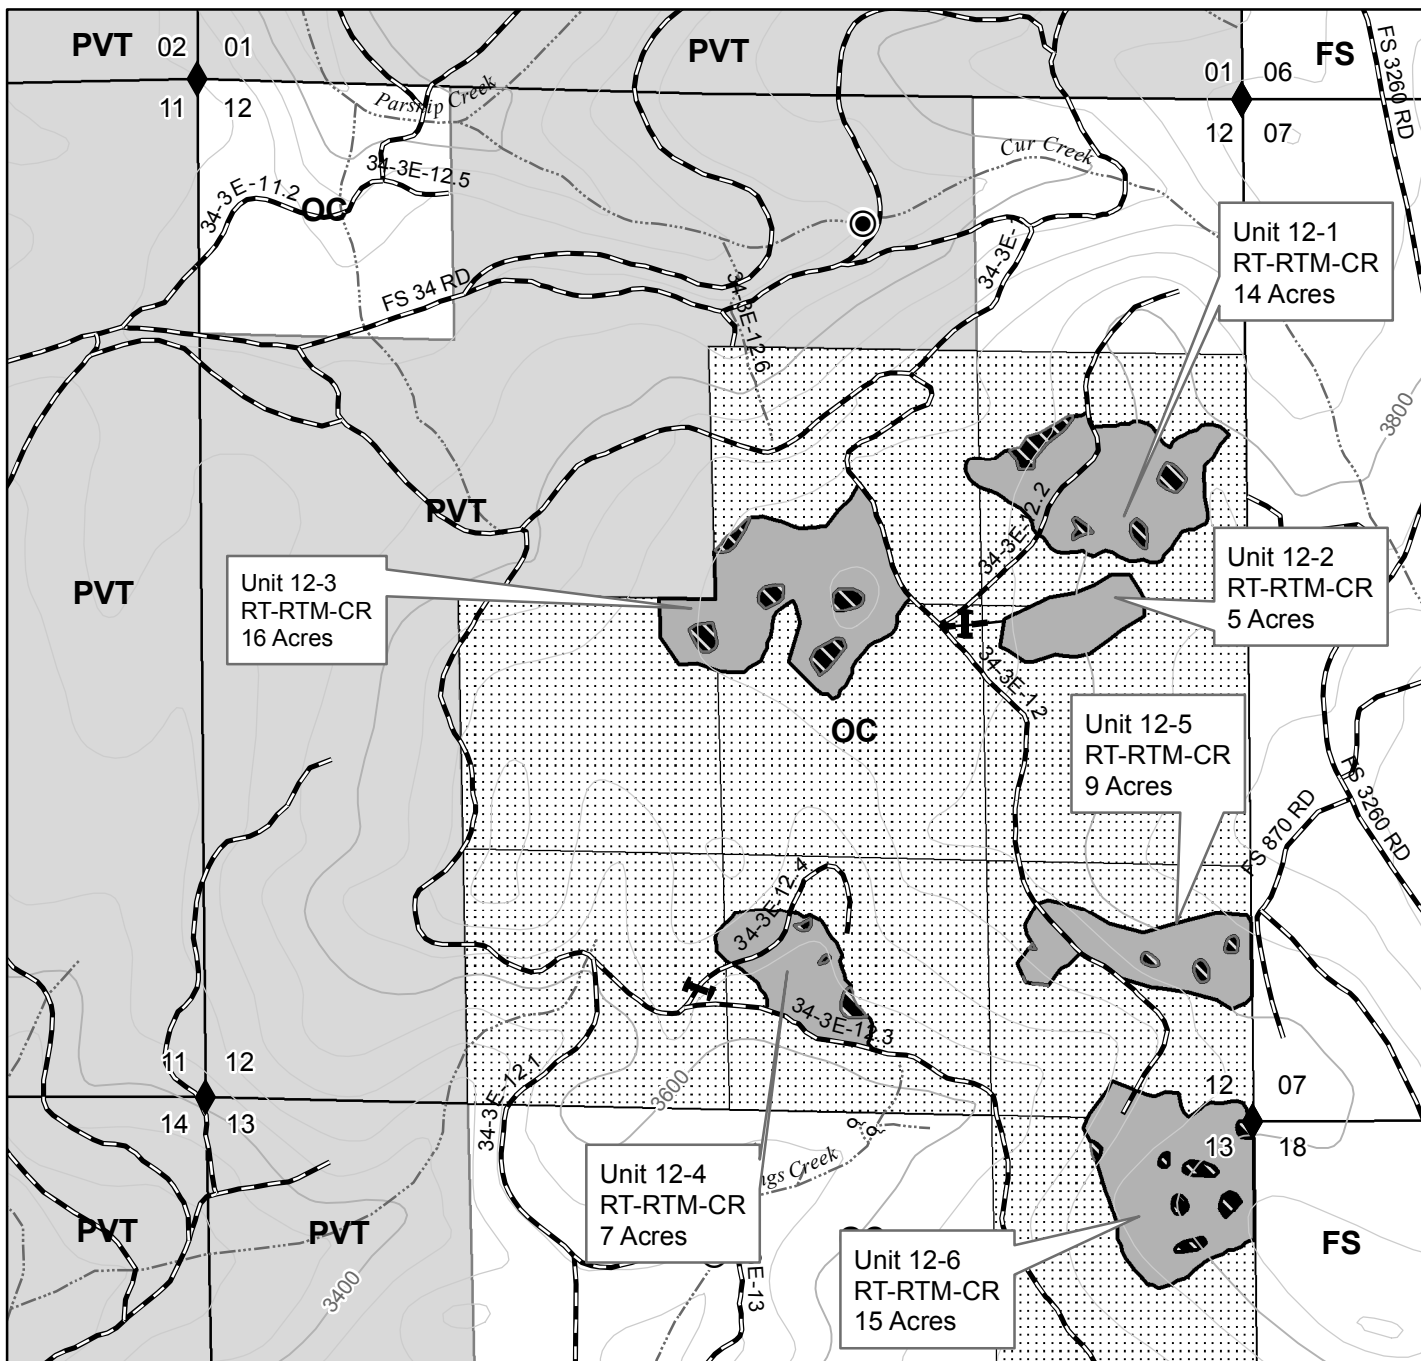 PVT
02
01
PVT
01
06
FS
FS 3260 RD
11
12
Parsnip Creek
12
07
Cur Creek
34-3E-12.5
34-3E-11.2
OC
Unit 12-1
RT-RTM-CR
14 Acres
34-3E-1
FS 34 RD
34-3E-12.6
3800
PVT
34-3E-12.2
Unit 12-2
RT-RTM-CR
5 Acres
PVT
Unit 12-3
RT-RTM-CR
16 Acres
34-3E-12
OC
Unit 12-5
RT-RTM-CR
9 Acres
FS 3260 RD
FS 870 RD
34-3E-12.4
34-3E-12.3
11
12
34-3E-12.1
3600
12
07
14
13
13
18
Unit 12-4
RT-RTM-CR
7 Acres
ngs Creek
PVT
PVT
FS
Unit 12-6
RT-RTM-CR
15 Acres
3400
E-13